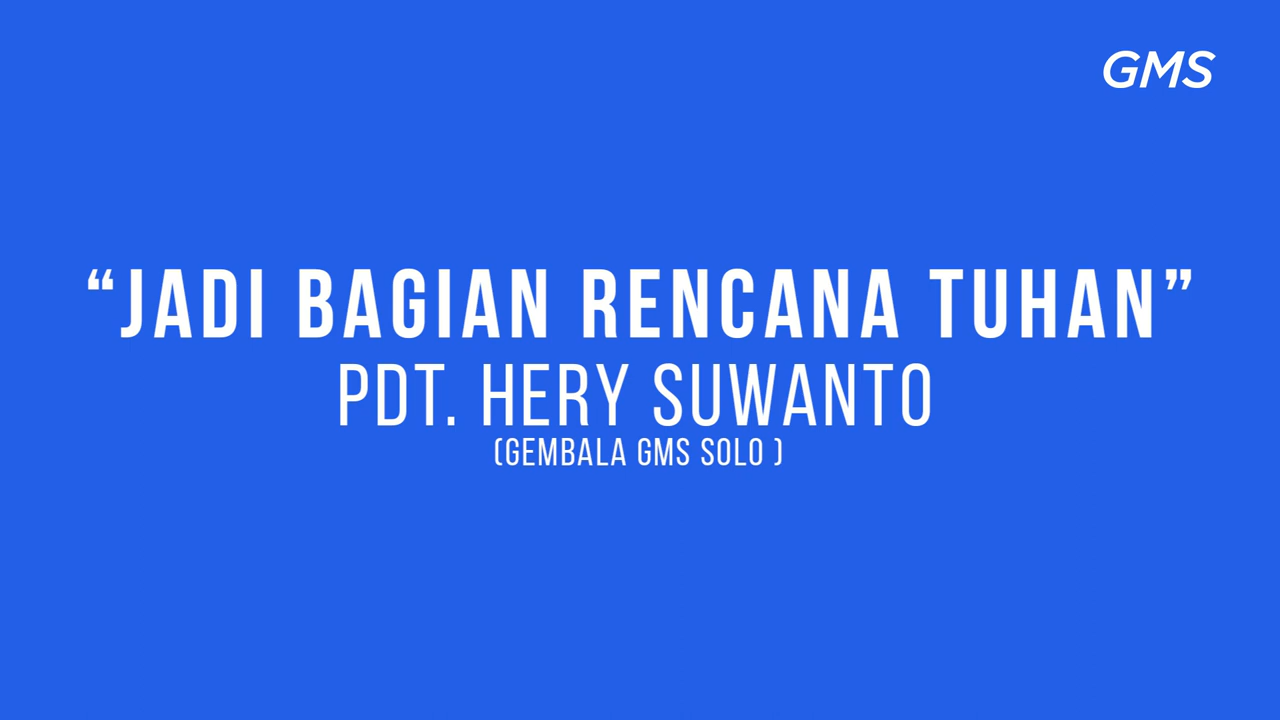 GMS
“JADI BAGIAN RENCANA TUHAN”
PDT. HERY SUWANTO
(GEMBALA GMS SOLO )